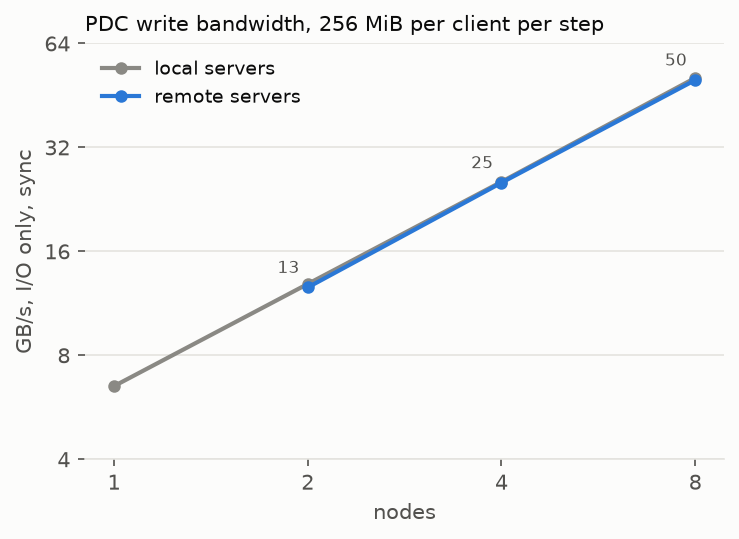 PDC write bandwidth, 256 MiB per client per step
64
32
16
8
4
GB/s, I/O only, sync
local servers
remote servers
13
25
50
1
2
4
8
nodes